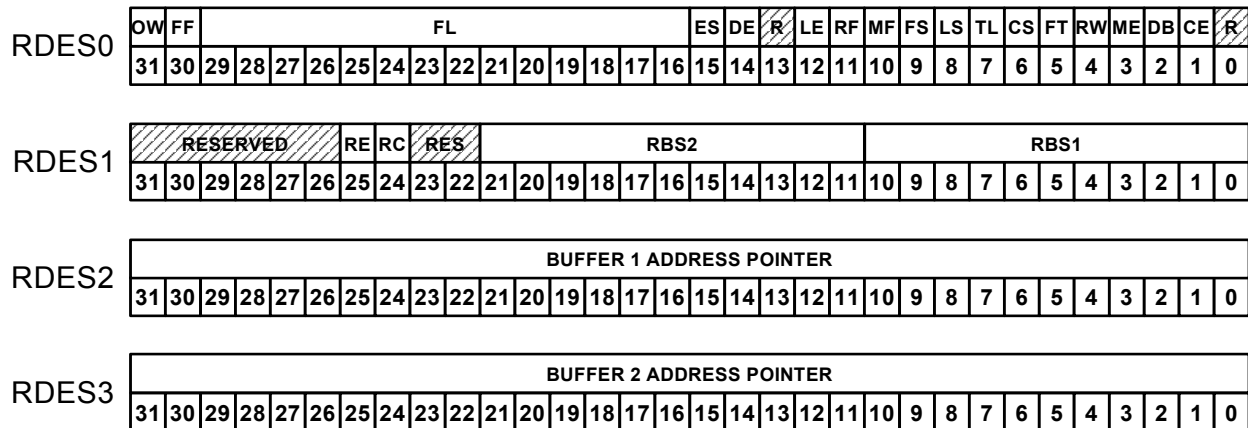 RDES0
OW FF FL ES DE R LE RF MF FS LS TL CS FT RW ME DB CE R
31 30 29 28 27 26 25 24 23 22 21 20 19 18 17 16 15 14 13 12 11 10 9 8 7 6 5 4 3 2 1 0
RDES1
RESERVED RE RC RES RBS2 RBS1
31 30 29 28 27 26 25 24 23 22 21 20 19 18 17 16 15 14 13 12 11 10 9 8 7 6 5 4 3 2 1 0
RDES2
BUFFER 1 ADDRESS POINTER
31 30 29 28 27 26 25 24 23 22 21 20 19 18 17 16 15 14 13 12 11 10 9 8 7 6 5 4 3 2 1 0
RDES3
BUFFER 2 ADDRESS POINTER
31 30 29 28 27 26 25 24 23 22 21 20 19 18 17 16 15 14 13 12 11 10 9 8 7 6 5 4 3 2 1 0